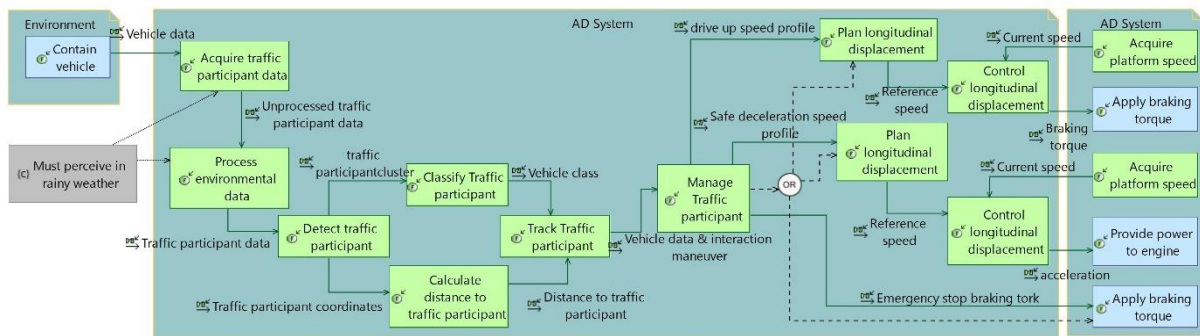 Environment
Contain
vehicle
Vehicle data
AD System
Acquire traffic
participant data
Unprocessed traffic
participant data
{c} Must perceive in
rainy weather
Process
environmental
data
Traffic participant data
Detect traffic
participant
traffic
participantcluster
Classify Traffic
participant
Vehicle class
Traffic participant coordinates
Calculate
distance to
traffic participant
Distance to traffic
participant
Track Traffic
participant
Vehicle data & interaction
maneuver
Manage
Traffic
participant
drive up speed profile
Safe deceleration speed
profile
OR
Emergency stop braking tork
Plan longitudinal
displacement
Reference
speed
Control
longitudinal
displacement
Current speed
Braking
torque
Plan
longitudinal
displacement
Reference
speed
Control
longitudinal
displacement
Current speed
acceleration
AD System
Acquire
platform speed
Apply braking
torque
Acquire
platform speed
Provide power
to engine
Apply braking
torque